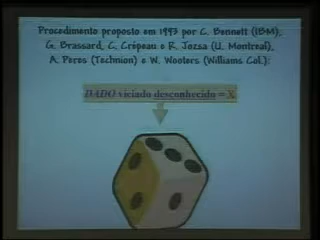 Procedimento proposto em 1993 por C. Bennett (IBM),
G. Brassard, C. Crépeau e R. Jozsa (U. Montreal),
A. Peres (Technion) e W. Wooters (Williams Col.):
DADO viciado desconhecido = X